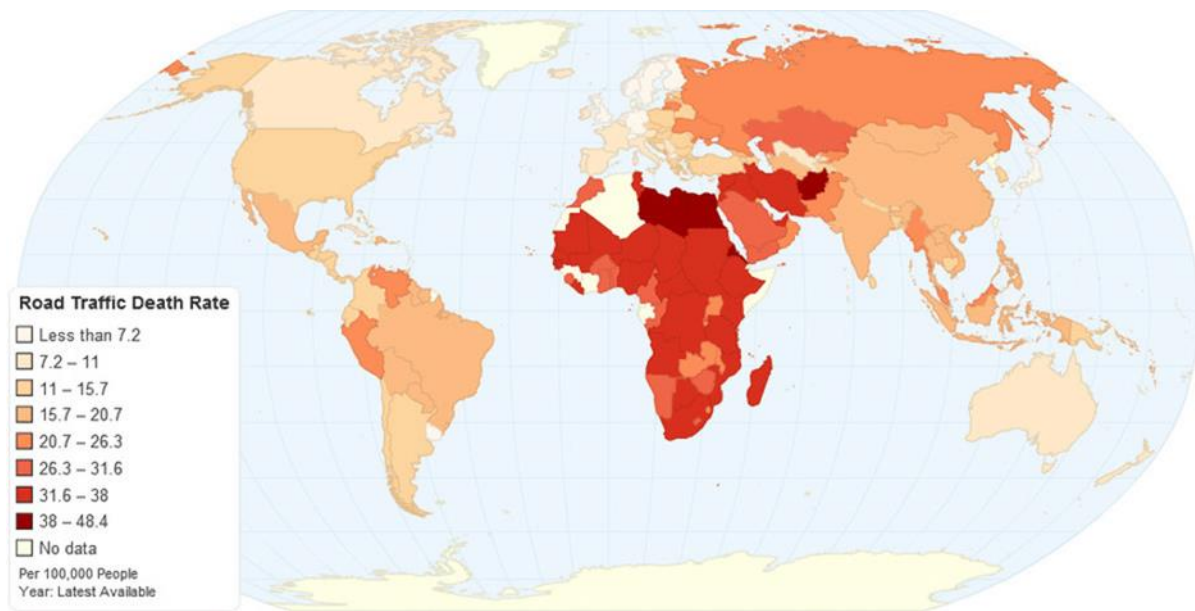 Road Traffic Death Rate
Less than 7.2
7.2 – 11
11 – 15.7
15.7 – 20.7
20.7 – 26.3
26.3 – 31.6
31.6 – 38
38 – 48.4
No data
Per 100,000 People
Year: Latest Available